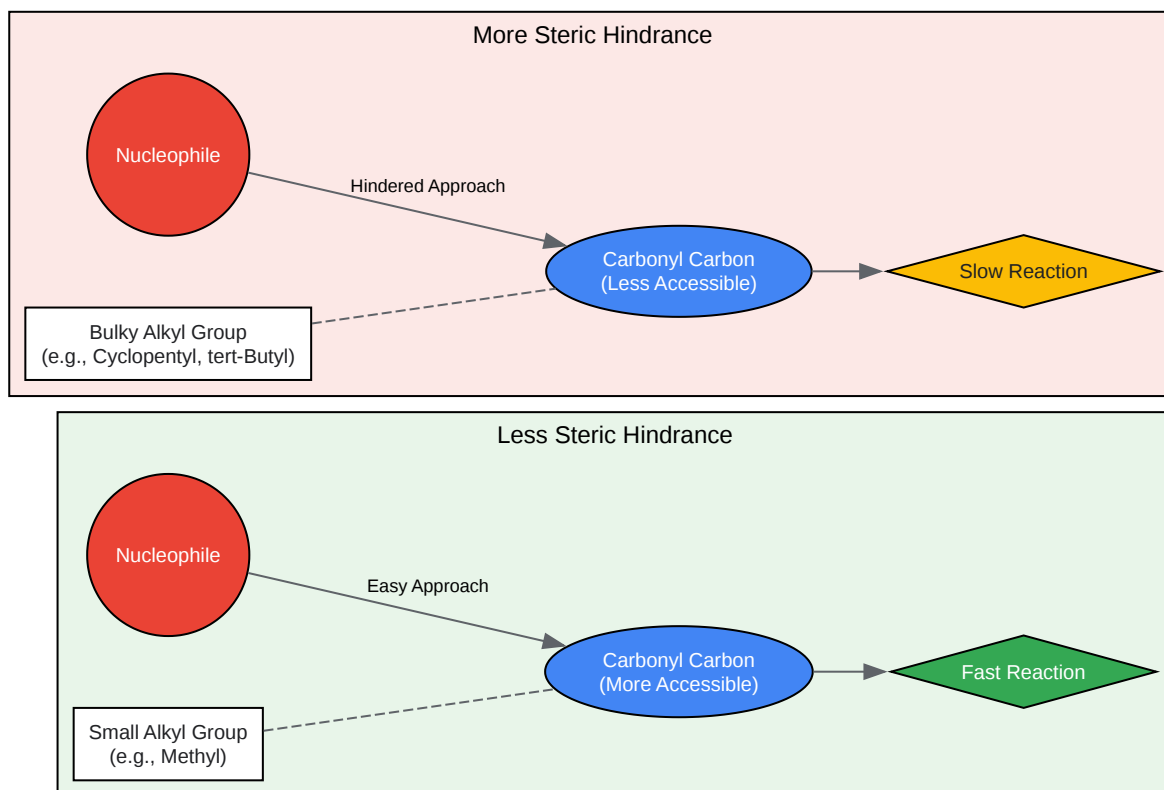 More Steric Hindrance
Nucleophile
Hindered Approach
Carbonyl Carbon
(Less Accessible)
Slow Reaction
Bulky Alkyl Group
(e.g., Cyclopentyl, tert-Butyl)
Less Steric Hindrance
Nucleophile
Easy Approach
Carbonyl Carbon
(More Accessible)
Fast Reaction
Small Alkyl Group
(e.g., Methyl)